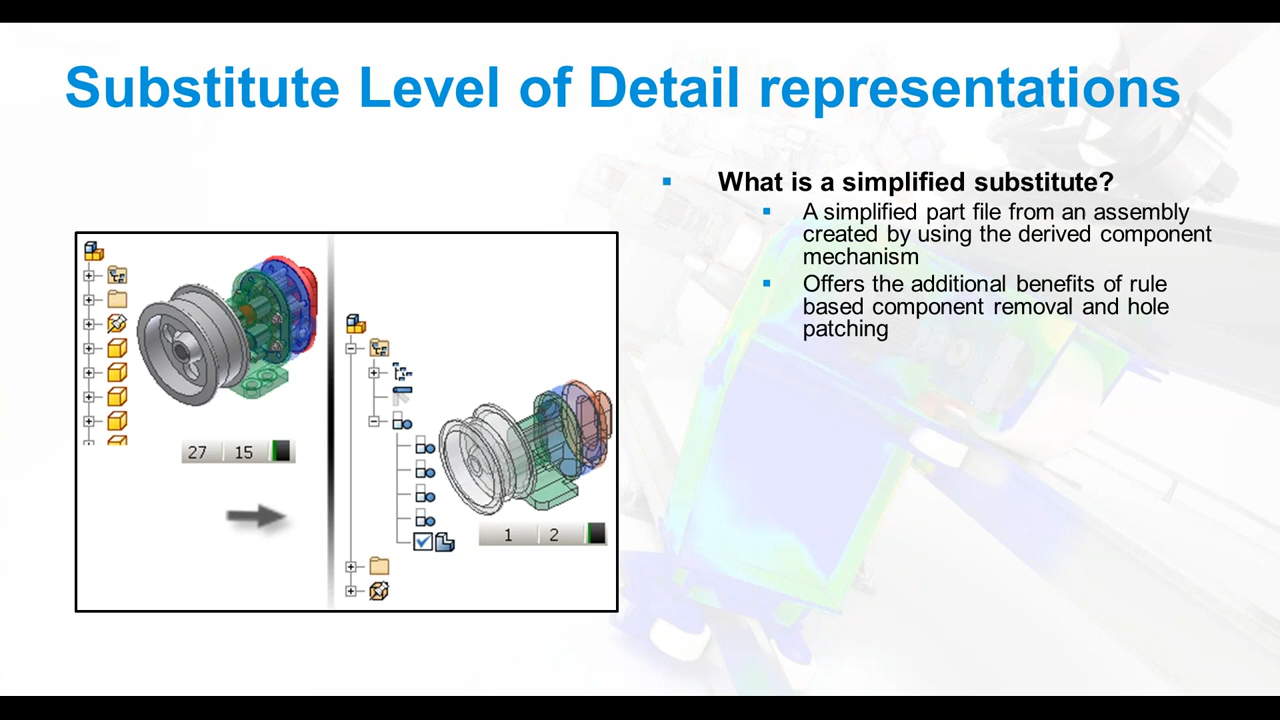 Substitute Level of Detail representations
▪ What is a simplified substitute?
▪ A simplified part file from an assembly
created by using the derived component
mechanism
▪ Offers the additional benefits of rule
based component removal and hole
patching
27 15
1 2